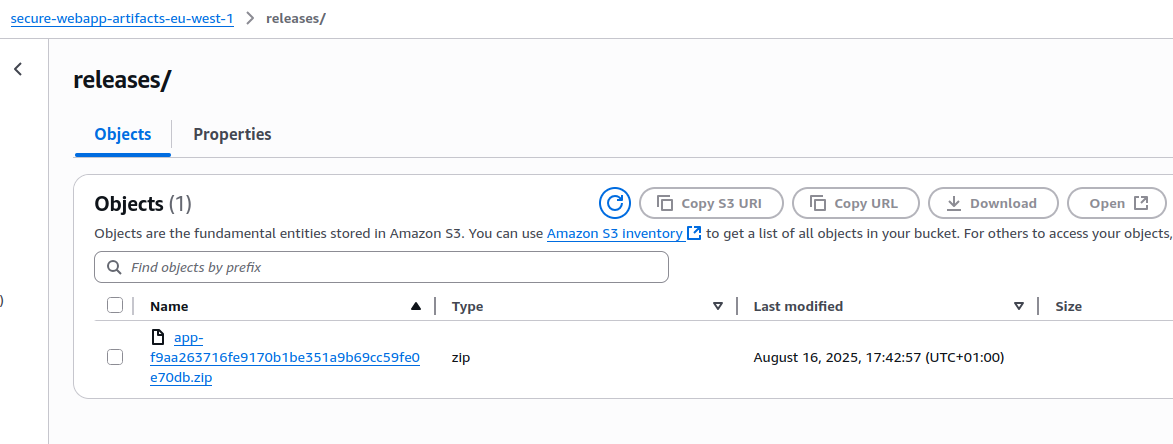 secure-webapp-artifacts-eu-west-1 > releases/
releases/
Objects Properties
Objects (1) Copy S3 URI Copy URL Download Open
Objects are the fundamental entities stored in Amazon S3. You can use Amazon S3 inventory to get a list of all objects in your bucket. For others to access your objects,
Find objects by prefix
)
Name Type Last modified Size
app-
f9aa263716fe9170b1be351a9b69cc59fe0
e70db.zip
zip August 16, 2025, 17:42:57 (UTC+01:00)